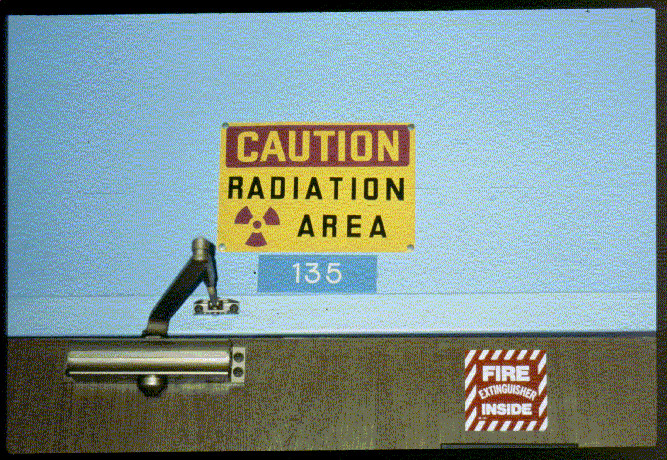 CAUTION
RADIATION
AREA
135
FIRE
EXTINGUISHER
INSIDE